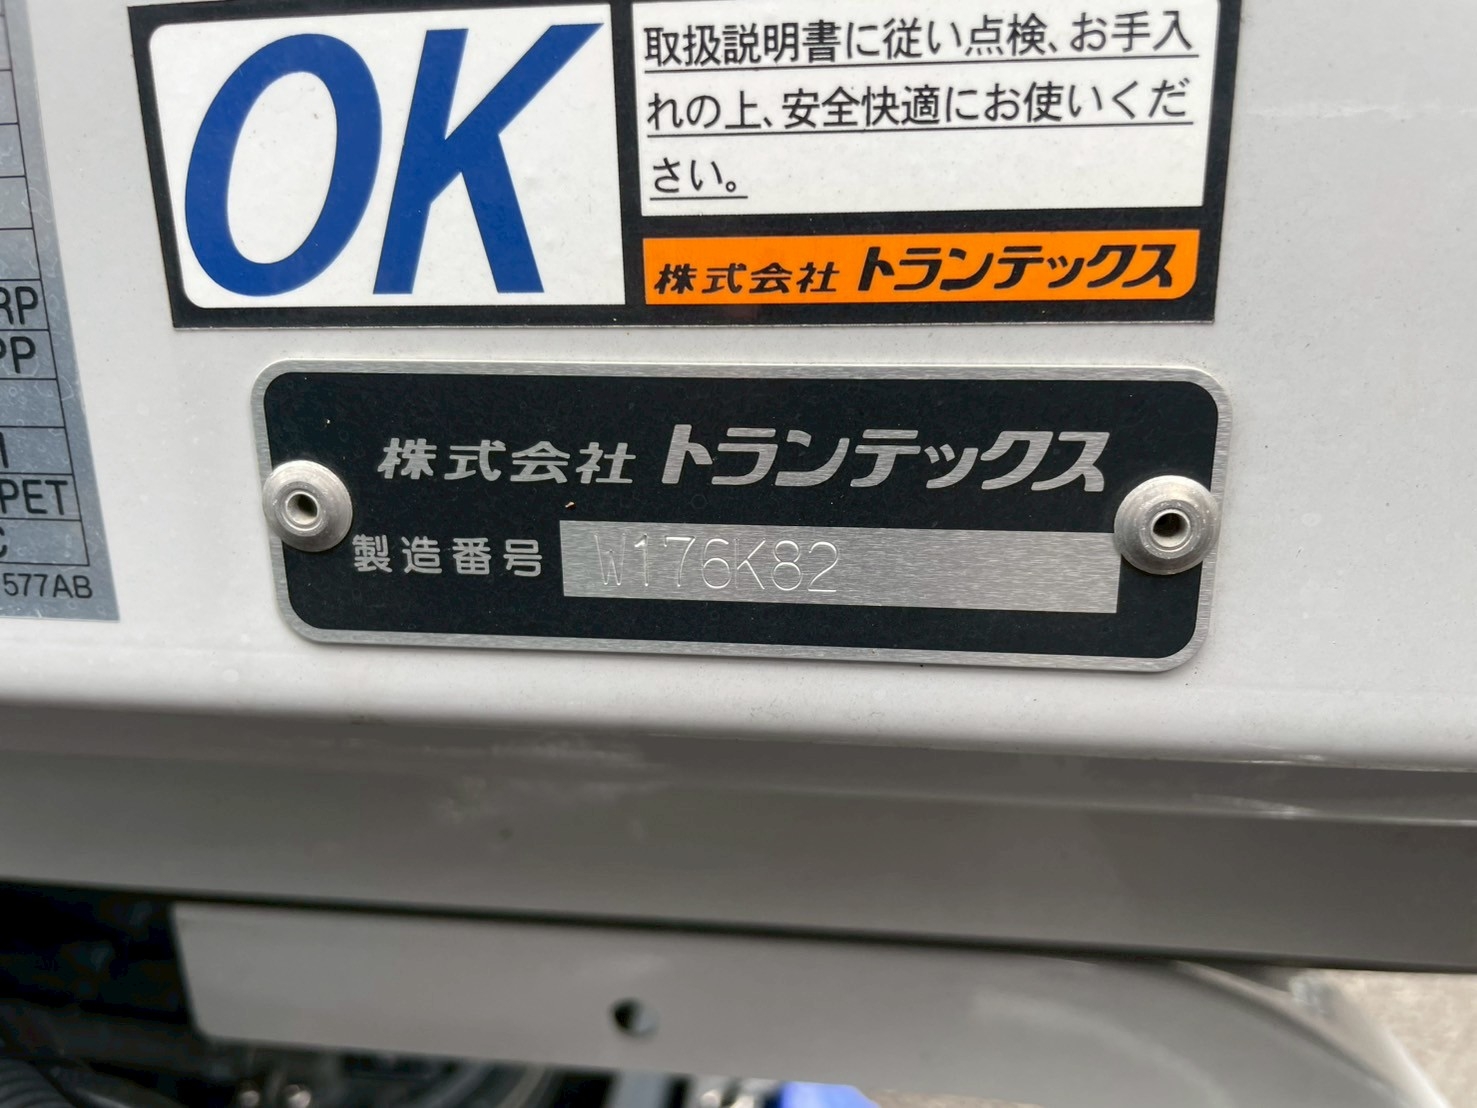 OK
取扱説明書に従い点検、お手入
れの上、安全快適にお使いくだ
さい。
株式会社 トランテックス
RP
PP
PET
C
577AB
株式会社 トランテックス
製造番号 W176K82